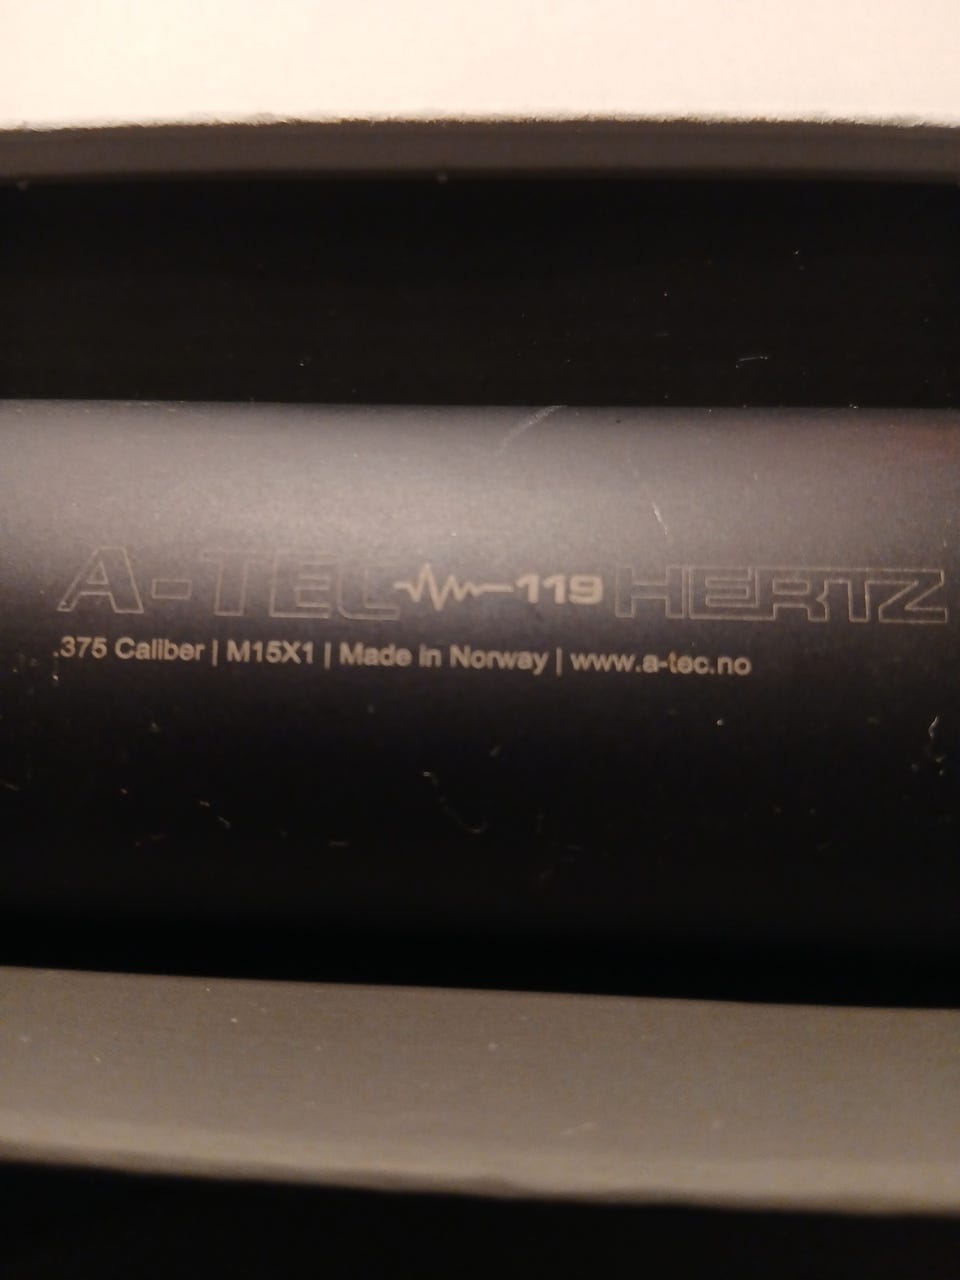 A-TEC 119 HERTZ
.375 Caliber | M15X1 | Made in Norway | www.a-tec.no